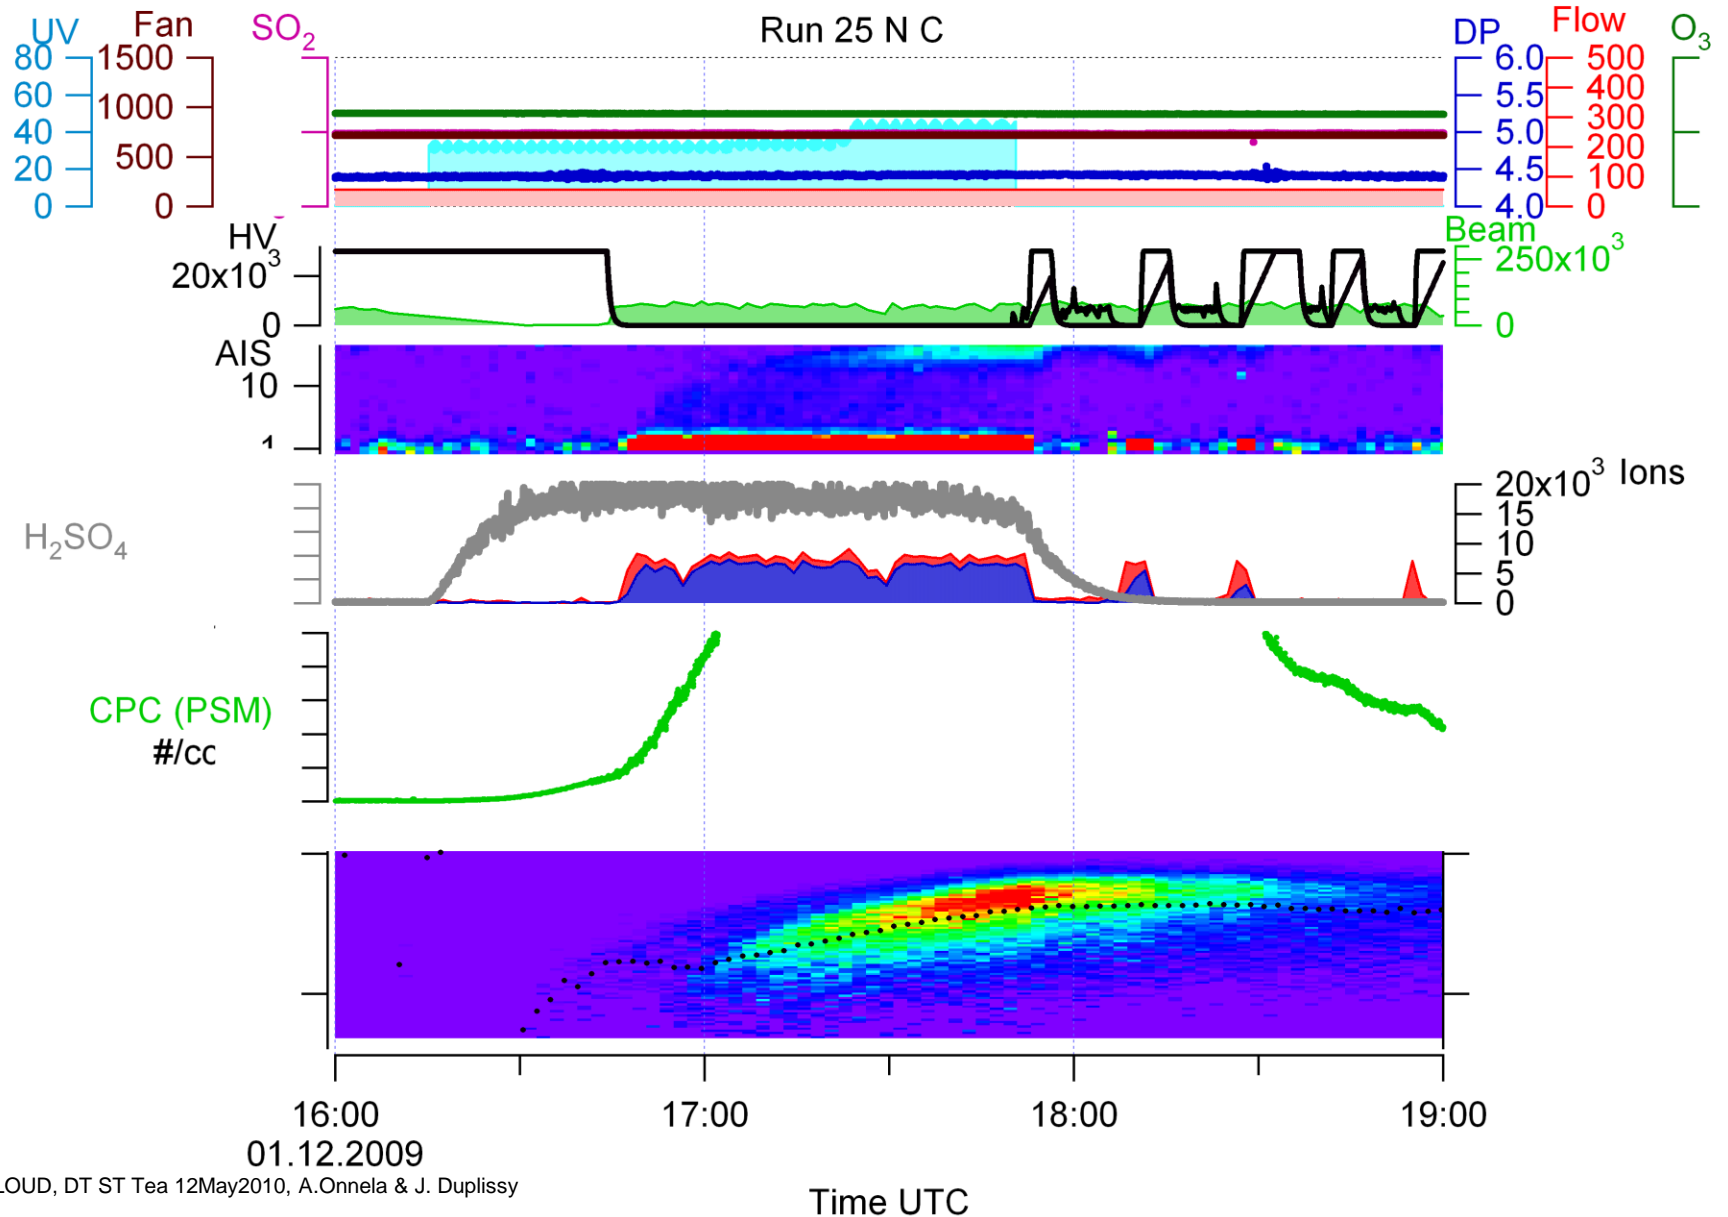 Run 25 N C
UV
80
60
40
20
0
Fan
1500
1000
500
0
SO₂
DP
6.0
5.5
5.0
4.5
4.0
Flow
500
400
300
200
100
0
O₃
HV
20x10³
0
Beam
250x10³
0
AIS
10
1
H₂SO₄
20x10³ Ions
15
10
5
0
CPC (PSM)
#/cc
16:00 17:00 18:00 19:00
01.12.2009
LOUD, DT ST Tea 12May2010, A.Onnela & J. Duplissy
Time UTC